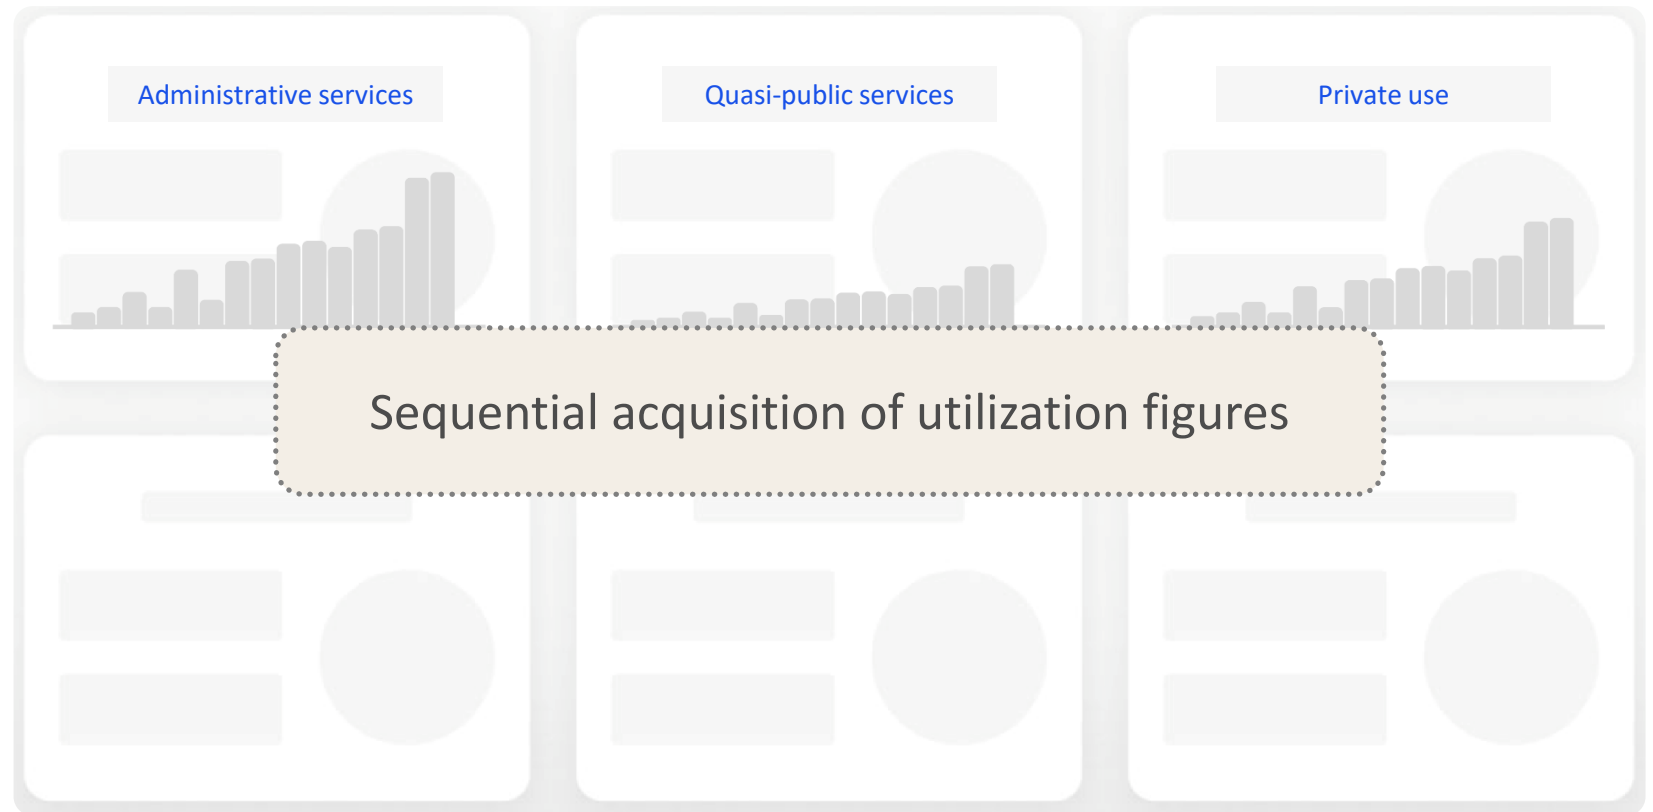 Administrative services
Quasi-public services
Private use
Sequential acquisition of utilization figures